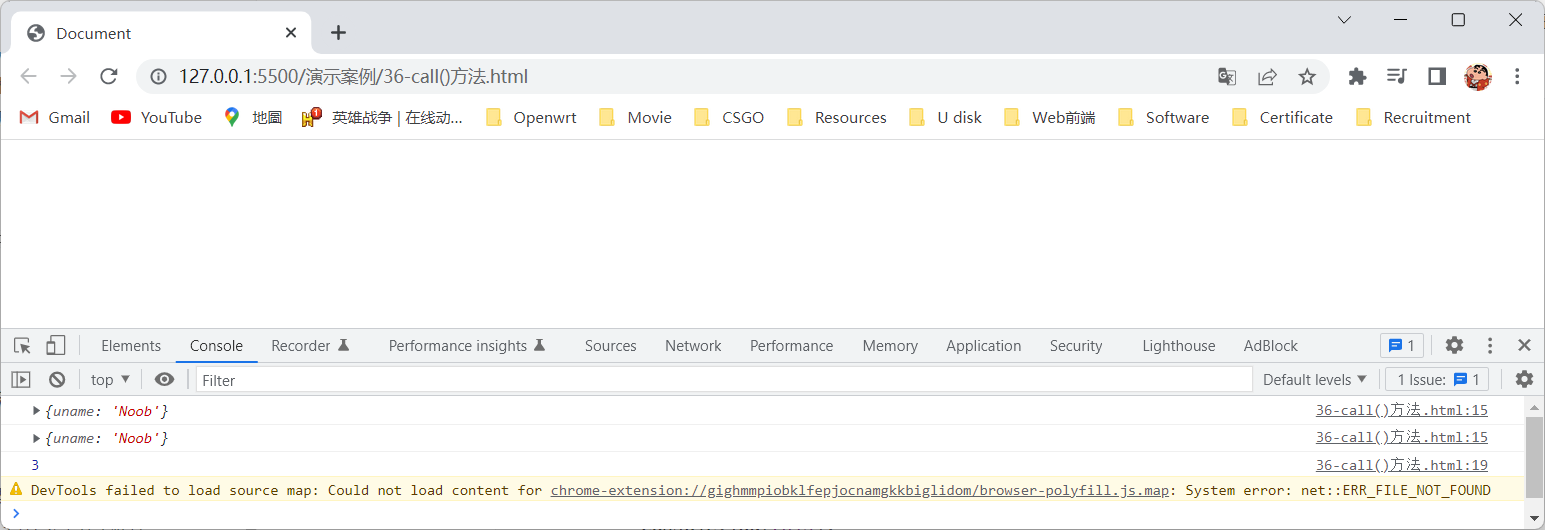 Document
127.0.0.1:5500/演示案例/36-call()方法.html
Gmail YouTube 地圖 英雄战争 | 在线动... Openwrt Movie CSGO Resources U disk Web前端 Software Certificate Recruitment
Elements Console Recorder Performance insights Sources Network Performance Memory Application Security Lighthouse AdBlock 1
top Filter Default levels 1 Issue: 1
{uname: 'Noob'} 36-call()方法.html:15
{uname: 'Noob'} 36-call()方法.html:15
3 36-call()方法.html:19
DevTools failed to load source map: Could not load content for chrome-extension://gighmmpiobklfepjocnamgkkbiglidom/browser-polyfill.js.map: System error: net::ERR_FILE_NOT_FOUND